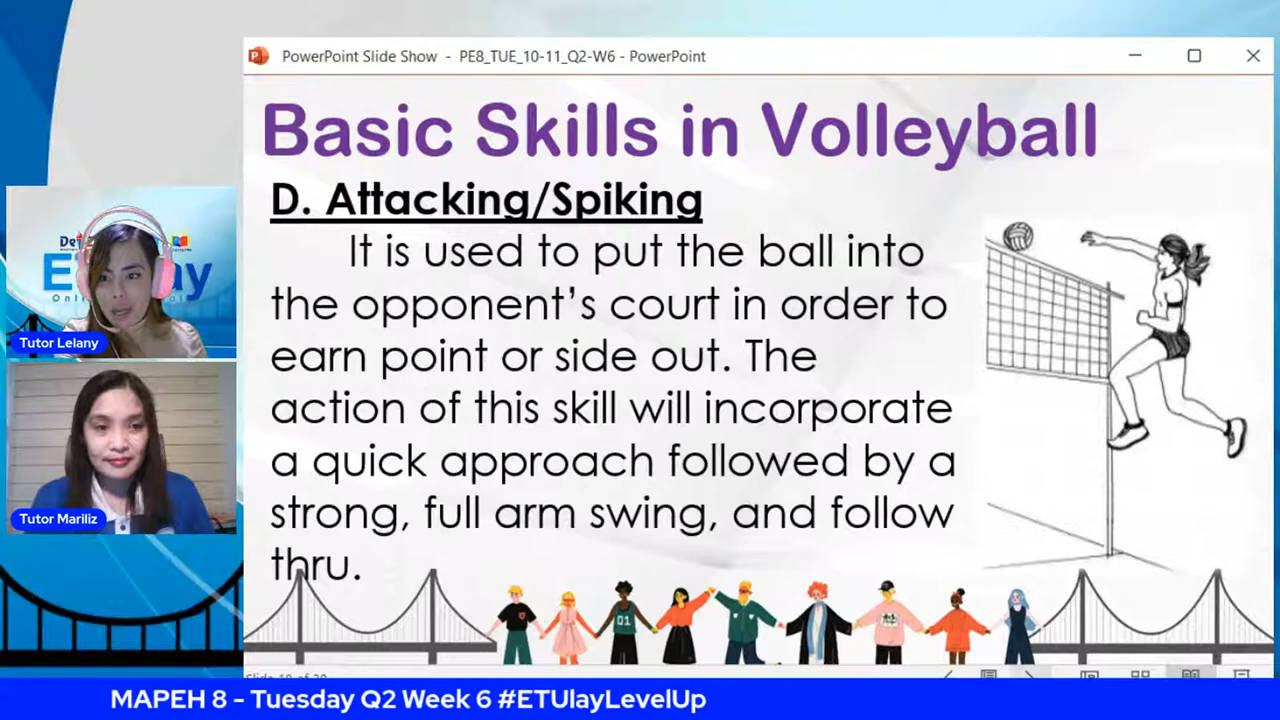 PowerPoint Slide Show - PE8_TUE_10-11_Q2-W6 - PowerPoint
Basic Skills in Volleyball
D. Attacking/Spiking
It is used to put the ball into
the opponent's court in order to
earn point or side out. The
action of this skill will incorporate
a quick approach followed by a
strong, full arm swing, and follow
thru.
01
Tutor Lelany
Tutor Mariliz
MAPEH 8 - Tuesday Q2 Week 6 #ETUlayLevelUp